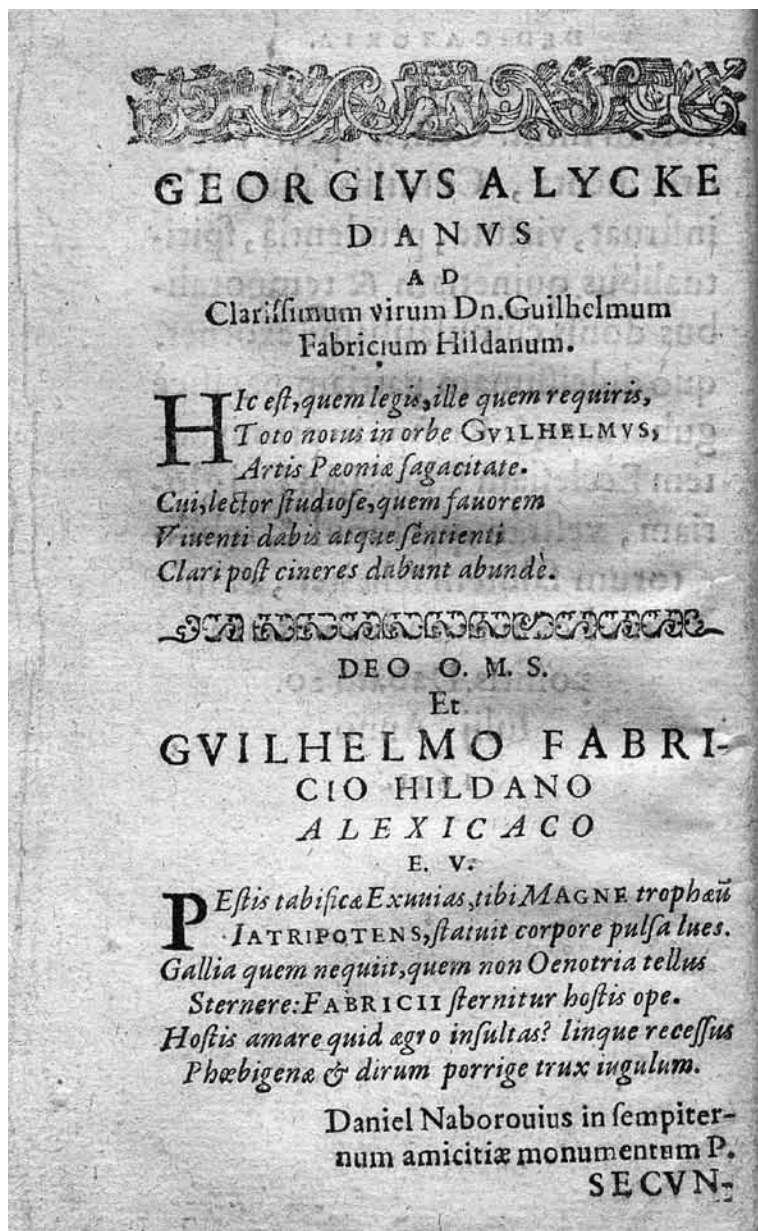 GEORGIVS A LYCKE
DANVS
AD
Clarißimum virum Dn. Guilhelmum
Fabricium Hildanum.
HIc eſt, quem legis, ille quem requiris,
Toto notus in orbe GVILHELMVS,
Artis Pæoniæ ſagacitate.
Cui, lector ſtudioſe, quem fauorem
Viuenti dabis atque ſentienti
Clari poſt cineres dabunt abundè.
DEO O. M. S.
Et
GVILHELMO FABRI-
CIO HILDANO
ALEXICACO
E. V.
PEſtis tabificæ Exuuias, tibi MAGNE trophæū
IATRIPOTENS, ſtatuit corpore pulſa lues.
Gallia quem nequiit, quem non Oenotria tellus
Sternere: FABRICII ſternitur hoſtis ope.
Hoſtis amare quid ægro inſultas? linque receſſus
Phœbigenæ & dirum porrige trux iugulum.
Daniel Naborouius in ſempiter-
num amicitiæ monumentum P.
SECVN-